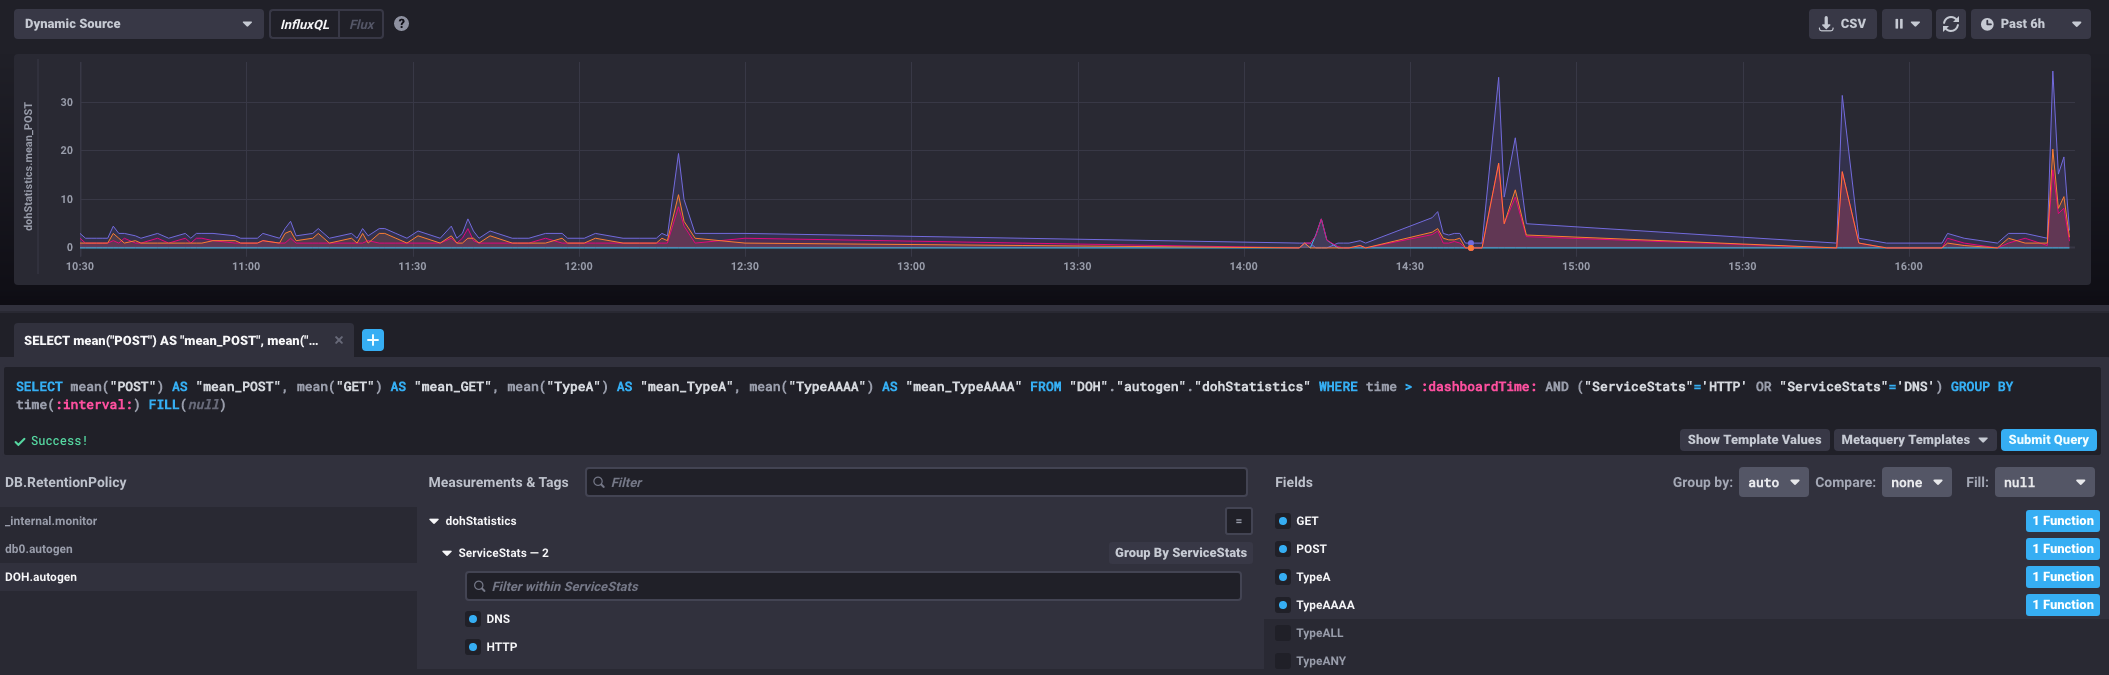 Dynamic Source
InfluxQL Flux ?
CSV
Past 6h
dohStatistics.mean_POST
30
20
10
0
10:30 11:00 11:30 12:00 12:30 13:00 13:30 14:00 14:30 15:00 15:30 16:00
SELECT mean("POST") AS "mean_POST", mean("... ×
+
SELECT mean("POST") AS "mean_POST", mean("GET") AS "mean_GET", mean("TypeA") AS "mean_TypeA", mean("TypeAAAA") AS "mean_TypeAAAA" FROM "DOH"."autogen"."dohStatistics" WHERE time > :dashboardTime: AND ("ServiceStats"='HTTP' OR "ServiceStats"='DNS') GROUP BY
time(:interval:) FILL(null)
Success!
Show Template Values Metaquery Templates Submit Query
DB.RetentionPolicy
_internal.monitor
db0.autogen
DOH.autogen
Measurements & Tags Filter
dohStatistics =
ServiceStats — 2 Group By ServiceStats
Filter within ServiceStats
DNS
HTTP
Fields Group by: auto Compare: none Fill: null
GET 1 Function
POST 1 Function
TypeA 1 Function
TypeAAAA 1 Function
TypeALL
TypeANY